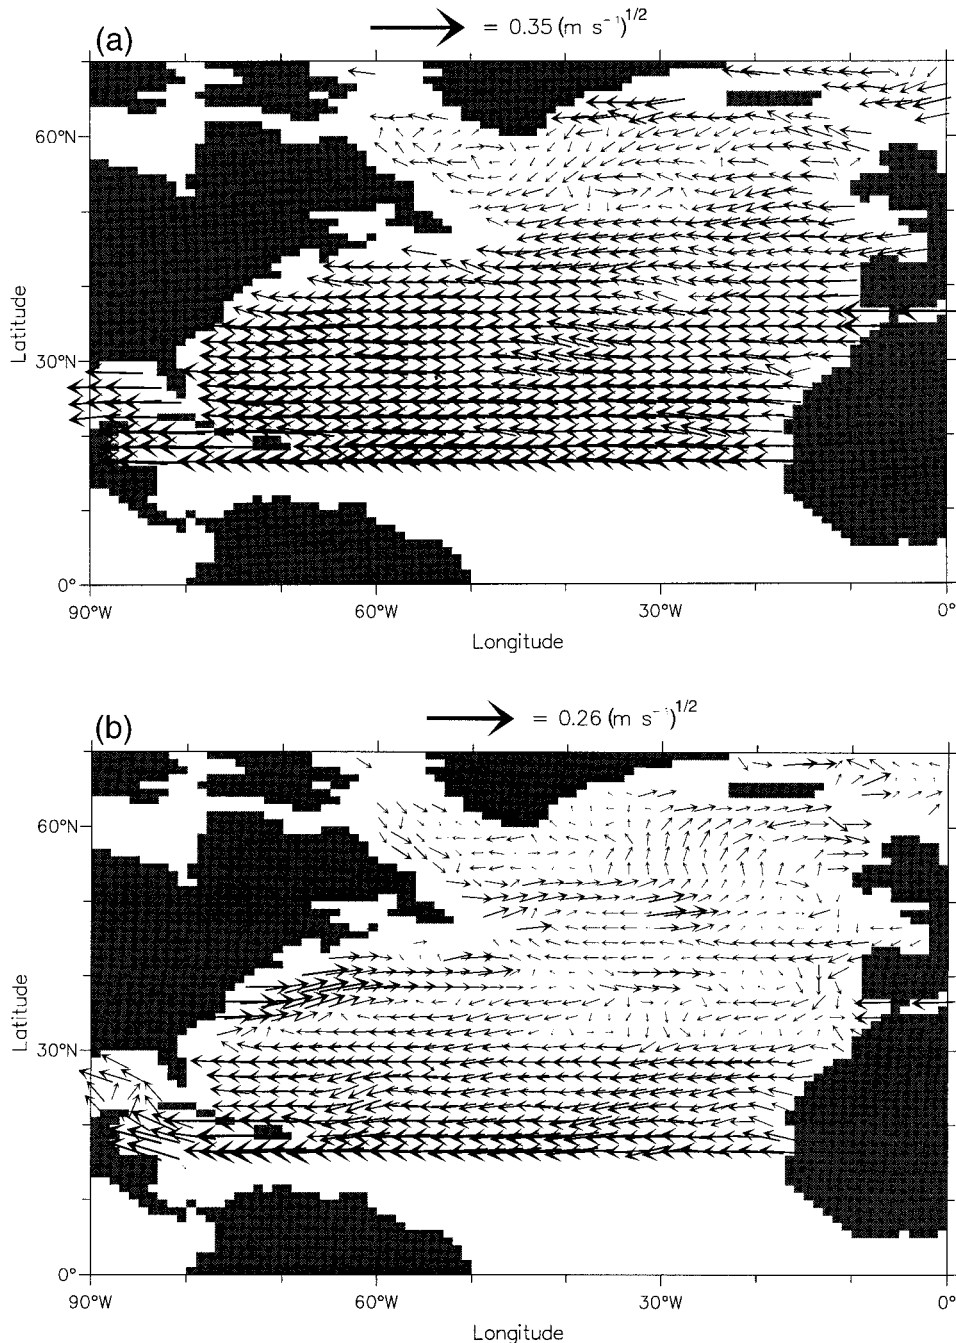 (a)
= 0.35 (m s⁻¹)^1/2
60°N
30°N
0°
Latitude
90°W
60°W
30°W
0°
Longitude
(b)
= 0.26 (m s⁻¹)^1/2
60°N
30°N
0°
Latitude
90°W
60°W
30°W
0°
Longitude